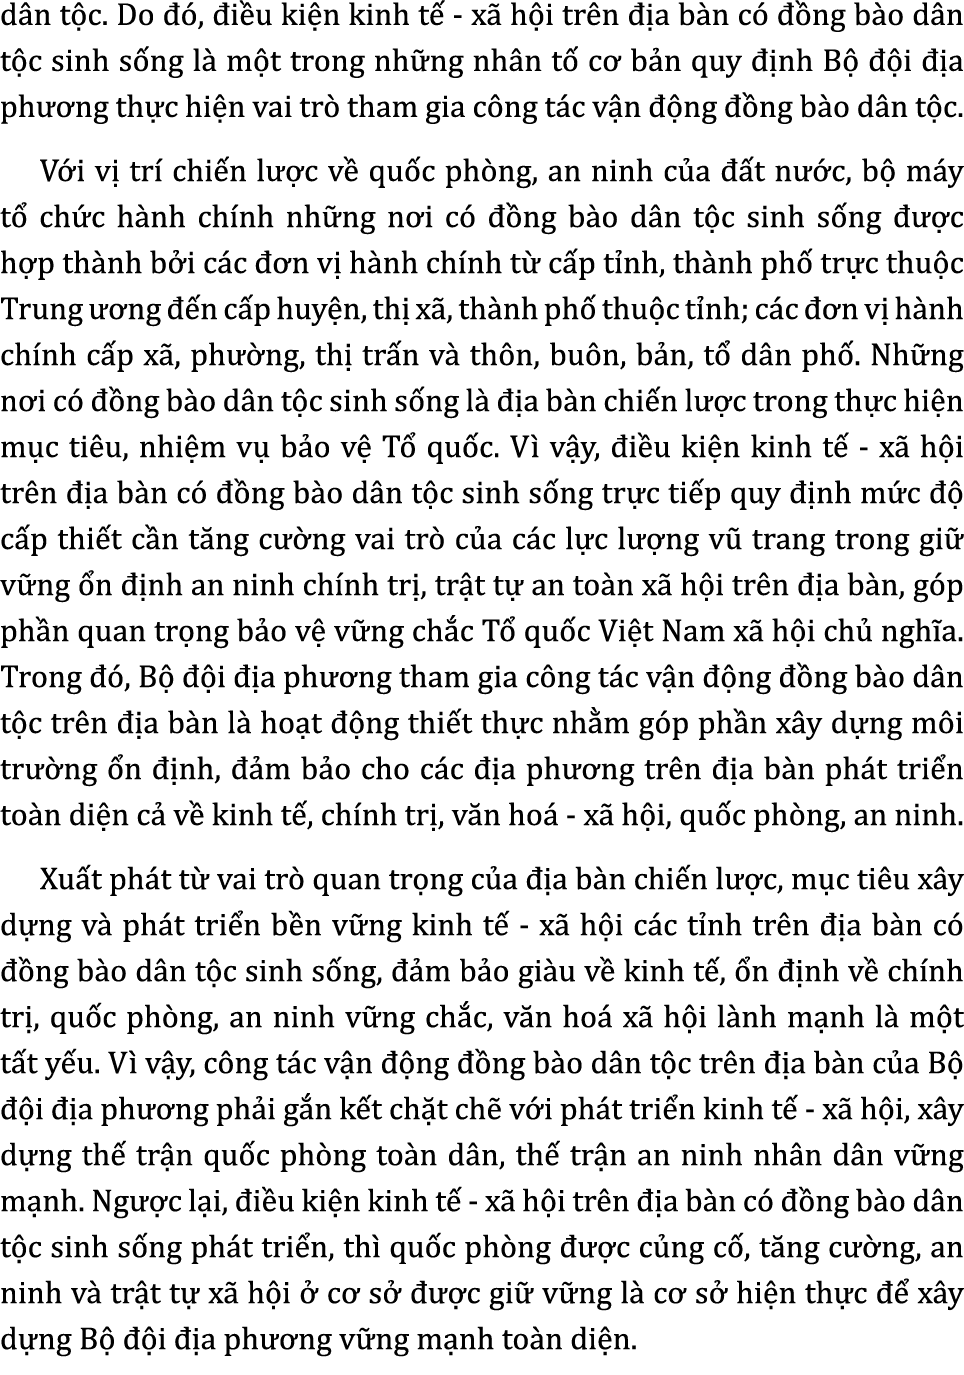 dân tộc. Do đó, điều kiện kinh tế - xã hội trên địa bàn có đồng bào dân
tộc sinh sống là một trong những nhân tố cơ bản quy định Bộ đội địa
phương thực hiện vai trò tham gia công tác vận động đồng bào dân tộc.
Với vị trí chiến lược về quốc phòng, an ninh của đất nước, bộ máy
tổ chức hành chính những nơi có đồng bào dân tộc sinh sống được
hợp thành bởi các đơn vị hành chính từ cấp tỉnh, thành phố trực thuộc
Trung ương đến cấp huyện, thị xã, thành phố thuộc tỉnh; các đơn vị hành
chính cấp xã, phường, thị trấn và thôn, buôn, bản, tổ dân phố. Những
nơi có đồng bào dân tộc sinh sống là địa bàn chiến lược trong thực hiện
mục tiêu, nhiệm vụ bảo vệ Tổ quốc. Vì vậy, điều kiện kinh tế - xã hội
trên địa bàn có đồng bào dân tộc sinh sống trực tiếp quy định mức độ
cấp thiết cần tăng cường vai trò của các lực lượng vũ trang trong giữ
vững ổn định an ninh chính trị, trật tự an toàn xã hội trên địa bàn, góp
phần quan trọng bảo vệ vững chắc Tổ quốc Việt Nam xã hội chủ nghĩa.
Trong đó, Bộ đội địa phương tham gia công tác vận động đồng bào dân
tộc trên địa bàn là hoạt động thiết thực nhằm góp phần xây dựng môi
trường ổn định, đảm bảo cho các địa phương trên địa bàn phát triển
toàn diện cả về kinh tế, chính trị, văn hoá - xã hội, quốc phòng, an ninh.
Xuất phát từ vai trò quan trọng của địa bàn chiến lược, mục tiêu xây
dựng và phát triển bền vững kinh tế - xã hội các tỉnh trên địa bàn có
đồng bào dân tộc sinh sống, đảm bảo giàu về kinh tế, ổn định về chính
trị, quốc phòng, an ninh vững chắc, văn hoá xã hội lành mạnh là một
tất yếu. Vì vậy, công tác vận động đồng bào dân tộc trên địa bàn của Bộ
đội địa phương phải gắn kết chặt chẽ với phát triển kinh tế - xã hội, xây
dựng thế trận quốc phòng toàn dân, thế trận an ninh nhân dân vững
mạnh. Ngược lại, điều kiện kinh tế - xã hội trên địa bàn có đồng bào dân
tộc sinh sống phát triển, thì quốc phòng được củng cố, tăng cường, an
ninh và trật tự xã hội ở cơ sở được giữ vững là cơ sở hiện thực để xây
dựng Bộ đội địa phương vững mạnh toàn diện.